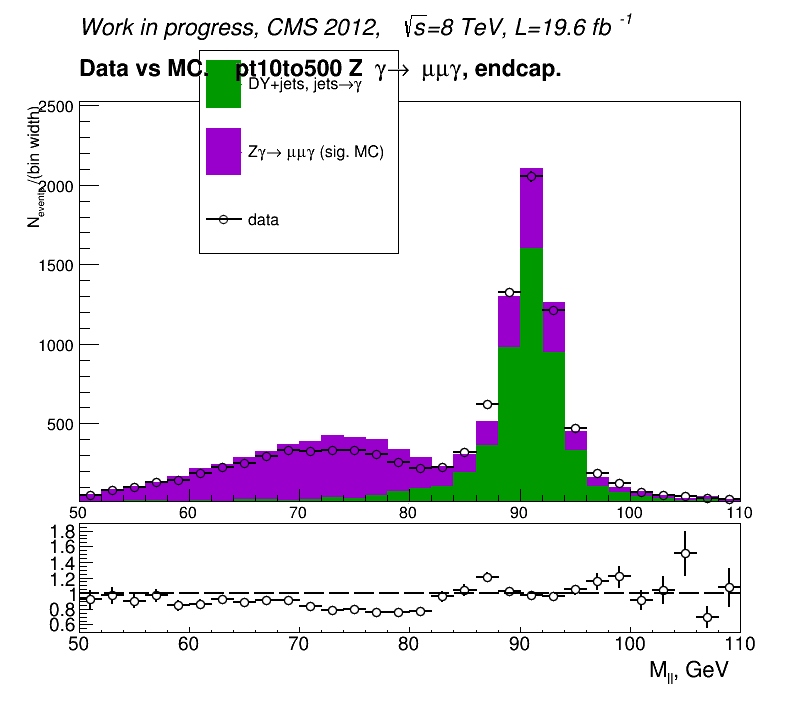 Work in progress, CMS 2012, √s=8 TeV, L=19.6 fb⁻¹
Data vs MC. pt10to500 Z γ→ μμγ, endcap.
DY+jets, jets→γ
Zγ→ μμγ (sig. MC)
data
N_events/(bin width)
2500
2000
1500
1000
500
50 60 70 80 90 100 110
1.8
1.6
1.4
1.2
1
0.8
0.6
50 60 70 80 90 100 110
M_ll, GeV